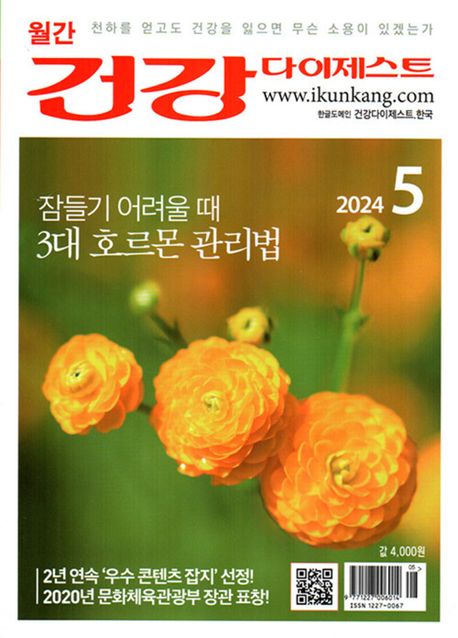 월간
천하를 얻고도 건강을 잃으면 무슨 소용이 있겠는가
건강 다이제스트
www.ikunkang.com
한글도메인 건강다이제스트.한국
2024 5
잠들기 어려울 때
3대 호르몬 관리법
값 4,000원
2년 연속 ‘우수 콘텐츠 잡지’ 선정!
2020년 문화체육관광부 장관 표창!
05
9 771227 006014
ISSN 1227-0067